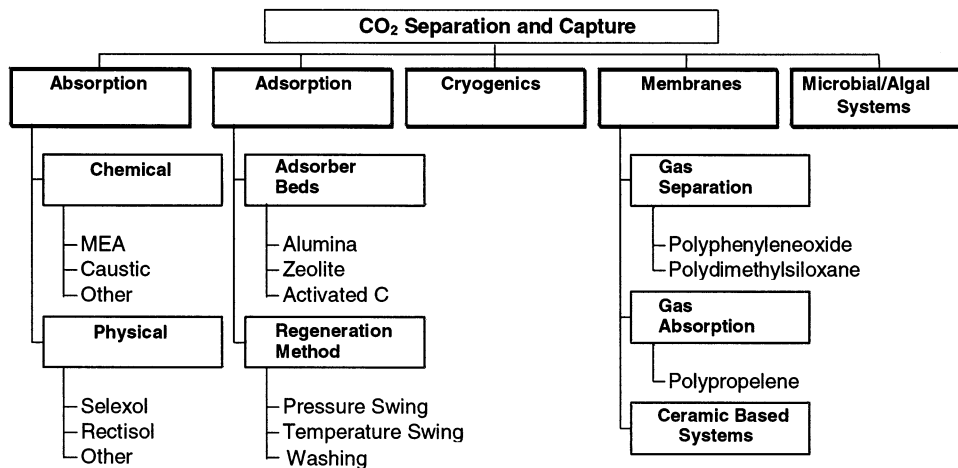 CO₂ Separation and Capture
Absorption
Adsorption
Cryogenics
Membranes
Microbial/Algal
Systems
Chemical
MEA
Caustic
Other
Physical
Selexol
Rectisol
Other
Adsorber
Beds
Alumina
Zeolite
Activated C
Regeneration
Method
Pressure Swing
Temperature Swing
Washing
Gas
Separation
Polyphenyleneoxide
Polydimethylsiloxane
Gas
Absorption
Polypropelene
Ceramic Based
Systems